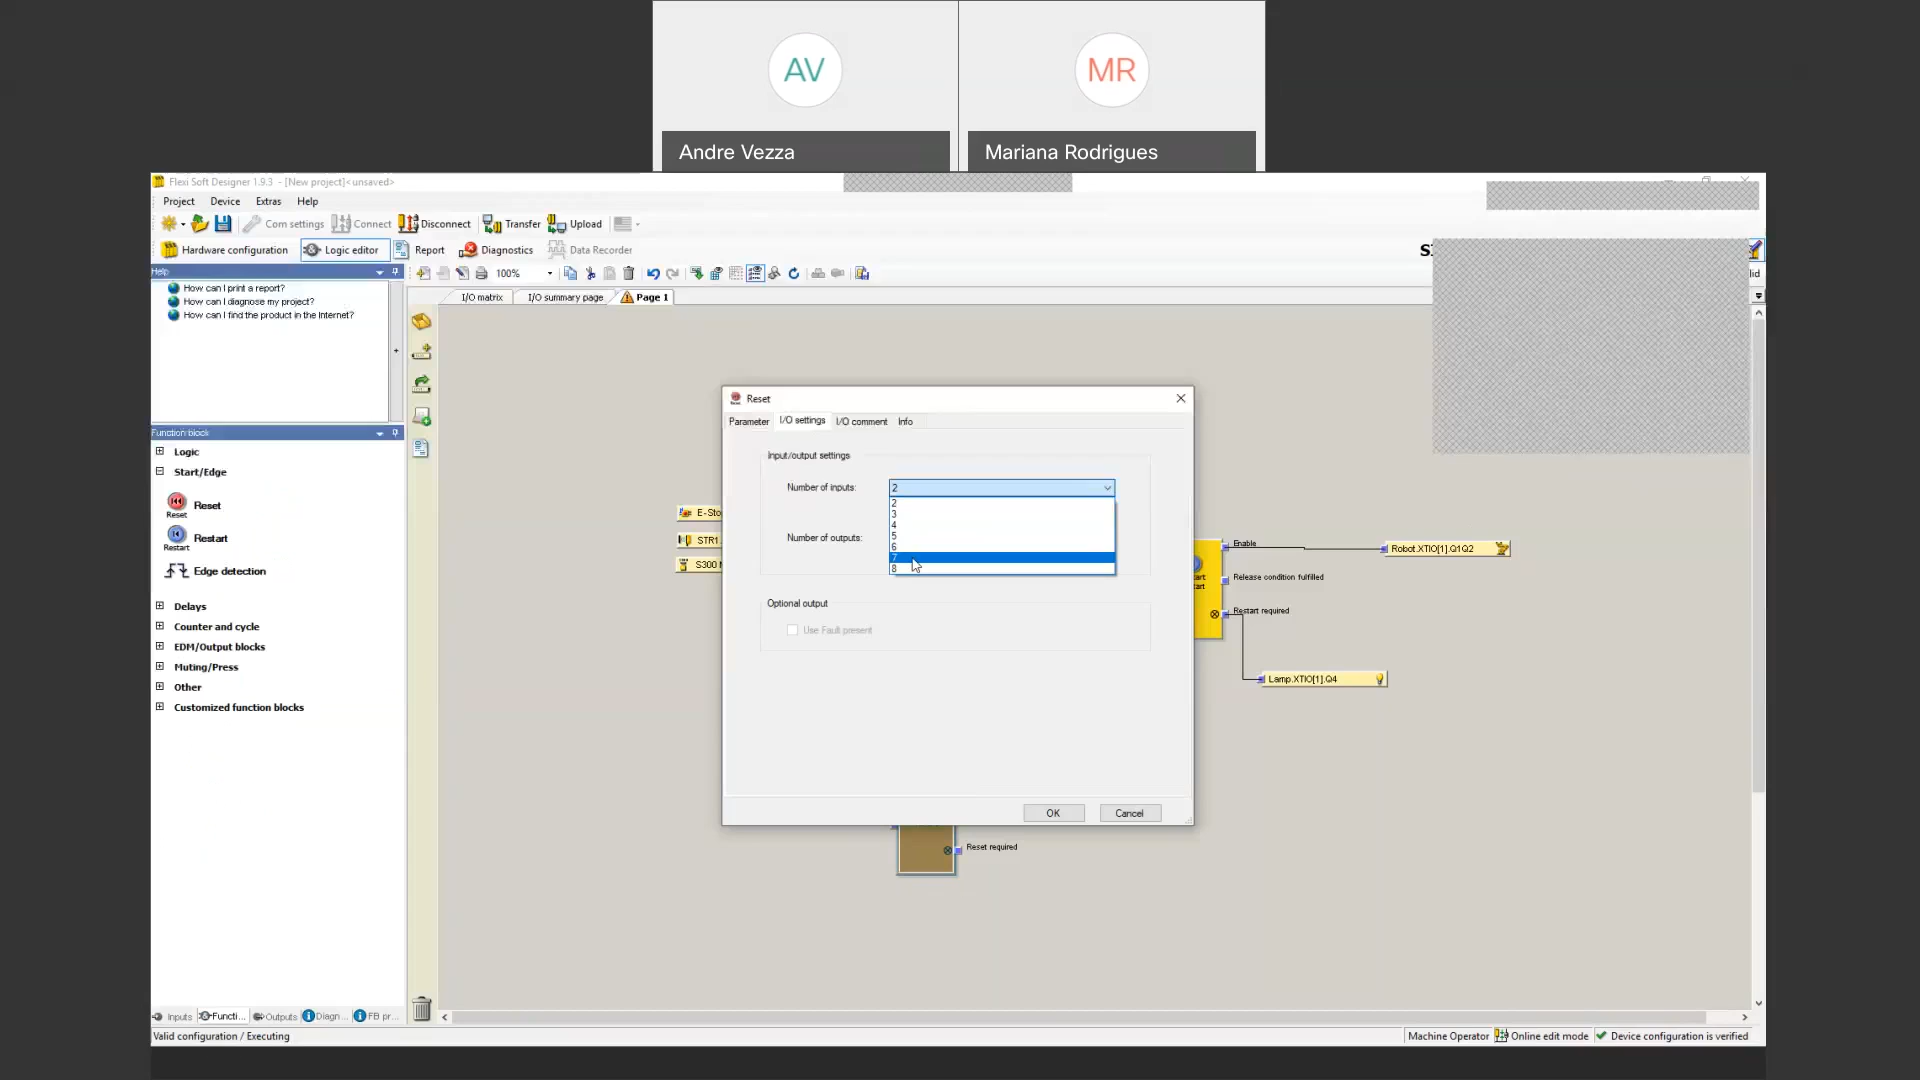 AV
MR
Andre Vezza
Mariana Rodrigues
Flexi Soft Designer 1.9.3 - [New project]<unsaved>
Project Device Extras Help
Com settings Connect Disconnect Transfer Upload
Hardware configuration Logic editor Report Diagnostics Data Recorder
Help
100%
How can I print a report?
How can I diagnose my project?
How can I find the product in the Internet?
I/O matrix I/O summary page Page 1
Function block
Logic
Start/Edge
Reset Reset
Restart Restart
Edge detection
Delays
Counter and cycle
EDM/Output blocks
Muting/Press
Other
Customized function blocks
Reset
Parameter I/O settings I/O comment Info
Input/output settings
Number of inputs: 2
2
3
4
5
6
7
8
Number of outputs:
Optional output
Use Fault present
OK Cancel
E-Sto
STR1.
S300
Enable
Robot.XTIO[1].Q1Q2
Release condition fulfilled
Restart required
Lamp.XTIO[1].Q4
Reset required
Inputs Functi... Outputs Diagn... FB pr...
Valid configuration / Executing
Machine Operator Online edit mode Device configuration is verified